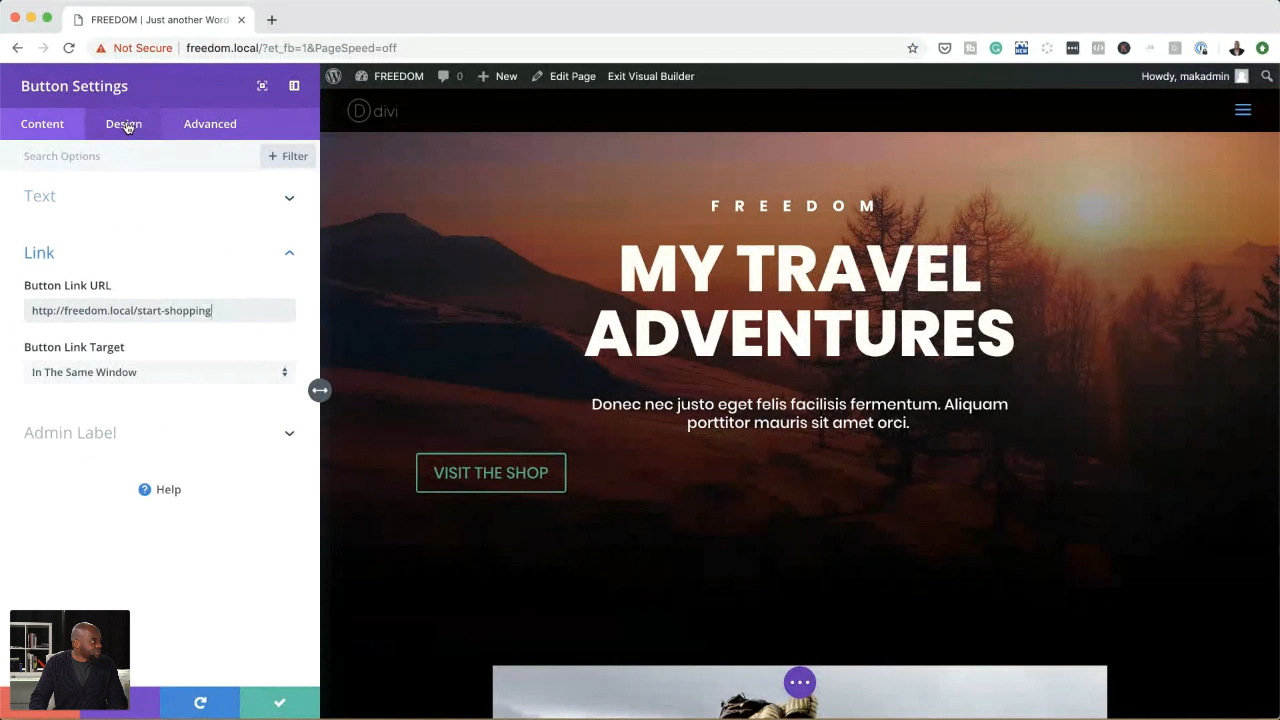 FREEDOM | Just another Word
Not Secure
freedom.local/?et_fb=1&PageSpeed=off
NEW
Button Settings
FREEDOM
0
New
Edit Page
Exit Visual Builder
Howdy, makadmin
Content
Design
Advanced
D divi
Search Options
+ Filter
Text
Link
Button Link URL
http://freedom.local/start-shopping
Button Link Target
In The Same Window
Admin Label
? Help
FREEDOM
MY TRAVEL
ADVENTURES
Donec nec justo eget felis facilisis fermentum. Aliquam
porttitor mauris sit amet orci.
VISIT THE SHOP